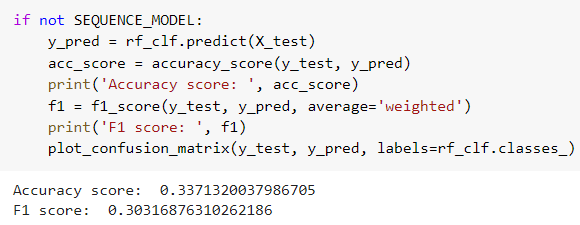 if not SEQUENCE_MODEL:
    y_pred = rf_clf.predict(X_test)
    acc_score = accuracy_score(y_test, y_pred)
    print('Accuracy score: ', acc_score)
    f1 = f1_score(y_test, y_pred, average='weighted')
    print('F1 score: ', f1)
    plot_confusion_matrix(y_test, y_pred, labels=rf_clf.classes_)
Accuracy score:  0.3371320037986705
F1 score:  0.30316876310262186